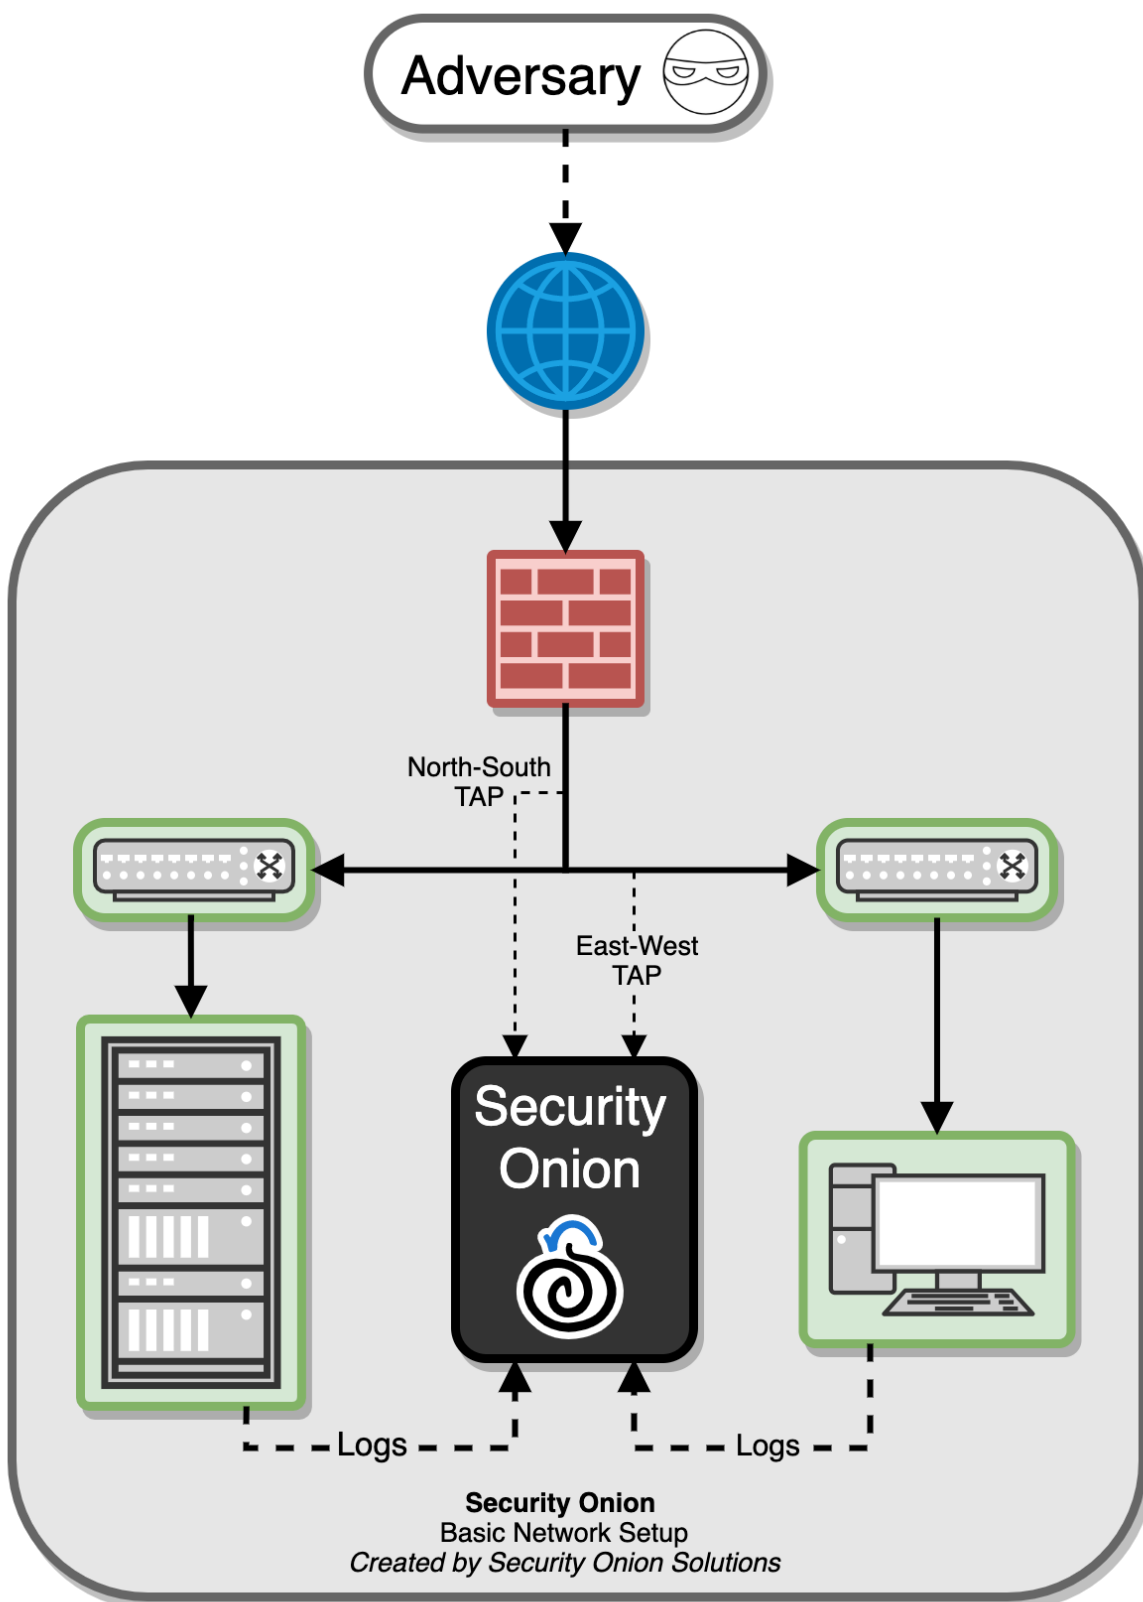 Adversary
North-South
TAP
East-West
TAP
Security
Onion
Logs
Logs
Security Onion
Basic Network Setup
Created by Security Onion Solutions